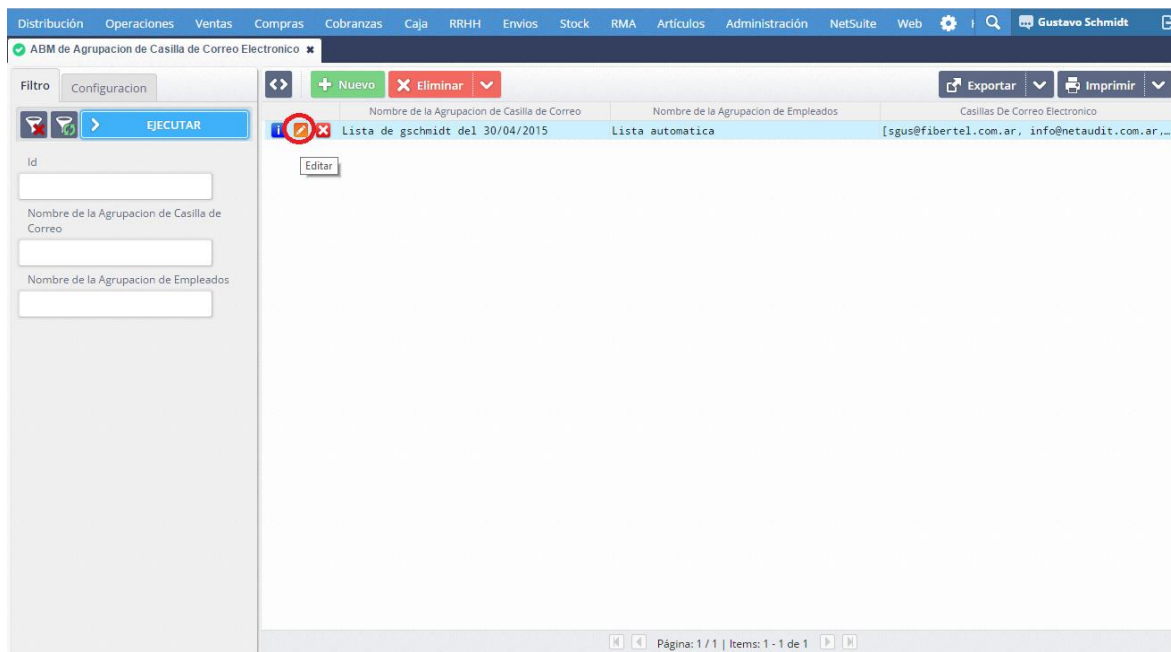 Distribución Operaciones Ventas Compras Cobranzas Caja RRHH Envios Stock RMA Artículos Administración NetSuite Web Gustavo Schmidt
ABM de Agrupacion de Casilla de Correo Electronico
Filtro Configuracion
Nuevo Eliminar Exportar Imprimir
Nombre de la Agrupacion de Casilla de Correo Nombre de la Agrupacion de Empleados Casillas De Correo Electronico
EJECUTAR
i Lista de gschmidt del 30/04/2015 Lista automatica [sgus@fibertel.com.ar, info@netaudit.com.ar,...
Editar
Id
Nombre de la Agrupacion de Casilla de
Correo
Nombre de la Agrupacion de Empleados
Página: 1 / 1 | Items: 1 - 1 de 1